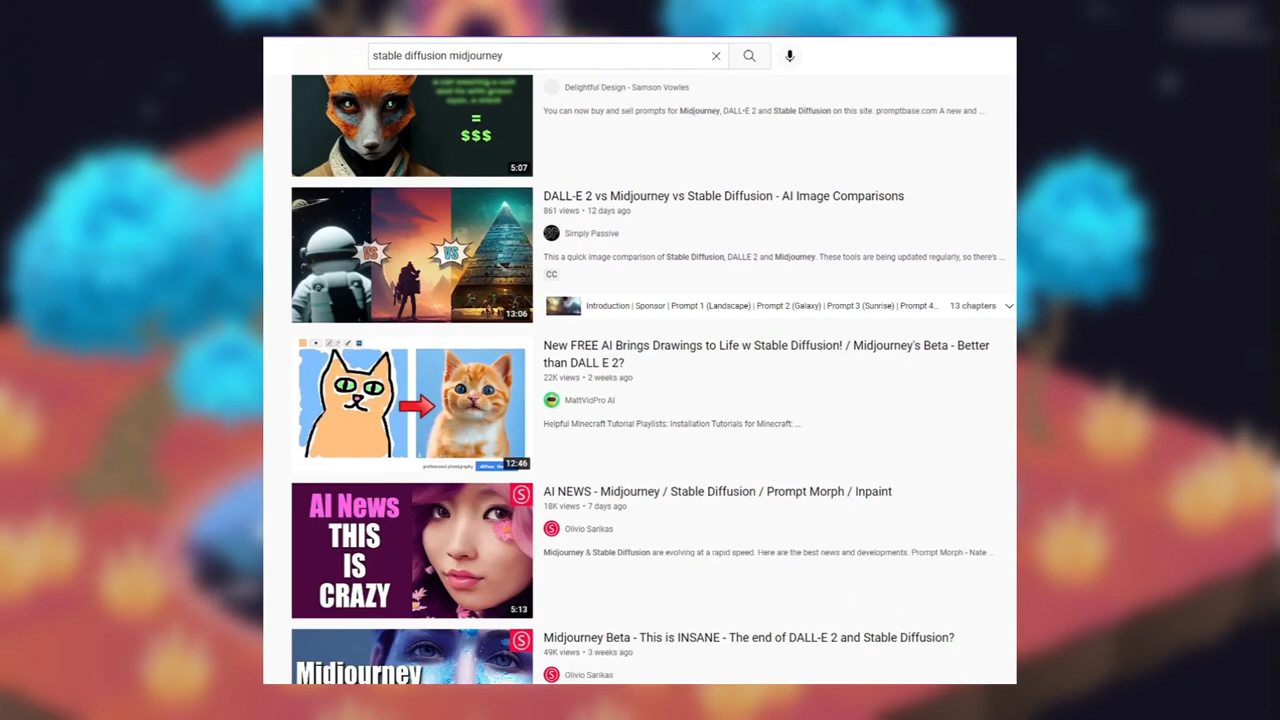 stable diffusion midjourney
=
$$$
5:07
Delightful Design - Samson Vowles
You can now buy and sell prompts for Midjourney, DALL•E 2 and Stable Diffusion on this site. promptbase.com A new and ...
VS
VS
13:06
DALL-E 2 vs Midjourney vs Stable Diffusion - AI Image Comparisons
861 views • 12 days ago
Simply Passive
This a quick image comparison of Stable Diffusion, DALLE 2 and Midjourney. These tools are being updated regularly, so there's ...
CC
Introduction | Sponsor | Prompt 1 (Landscape) | Prompt 2 (Galaxy) | Prompt 3 (Sunrise) | Prompt 4...
13 chapters
professional photography
12:46
New FREE AI Brings Drawings to Life w Stable Diffusion! / Midjourney's Beta - Better
than DALL E 2?
22K views • 2 weeks ago
MattVidPro AI
Helpful Minecraft Tutorial Playlists: Installation Tutorials for Minecraft: ...
AI News
THIS
IS
CRAZY
S
5:13
AI NEWS - Midjourney / Stable Diffusion / Prompt Morph / Inpaint
18K views • 7 days ago
S
Olivio Sarikas
Midjourney & Stable Diffusion are evolving at a rapid speed. Here are the best news and developments. Prompt Morph - Nate ...
S
Midjourney
Midjourney Beta - This is INSANE - The end of DALL-E 2 and Stable Diffusion?
49K views • 3 weeks ago
S
Olivio Sarikas